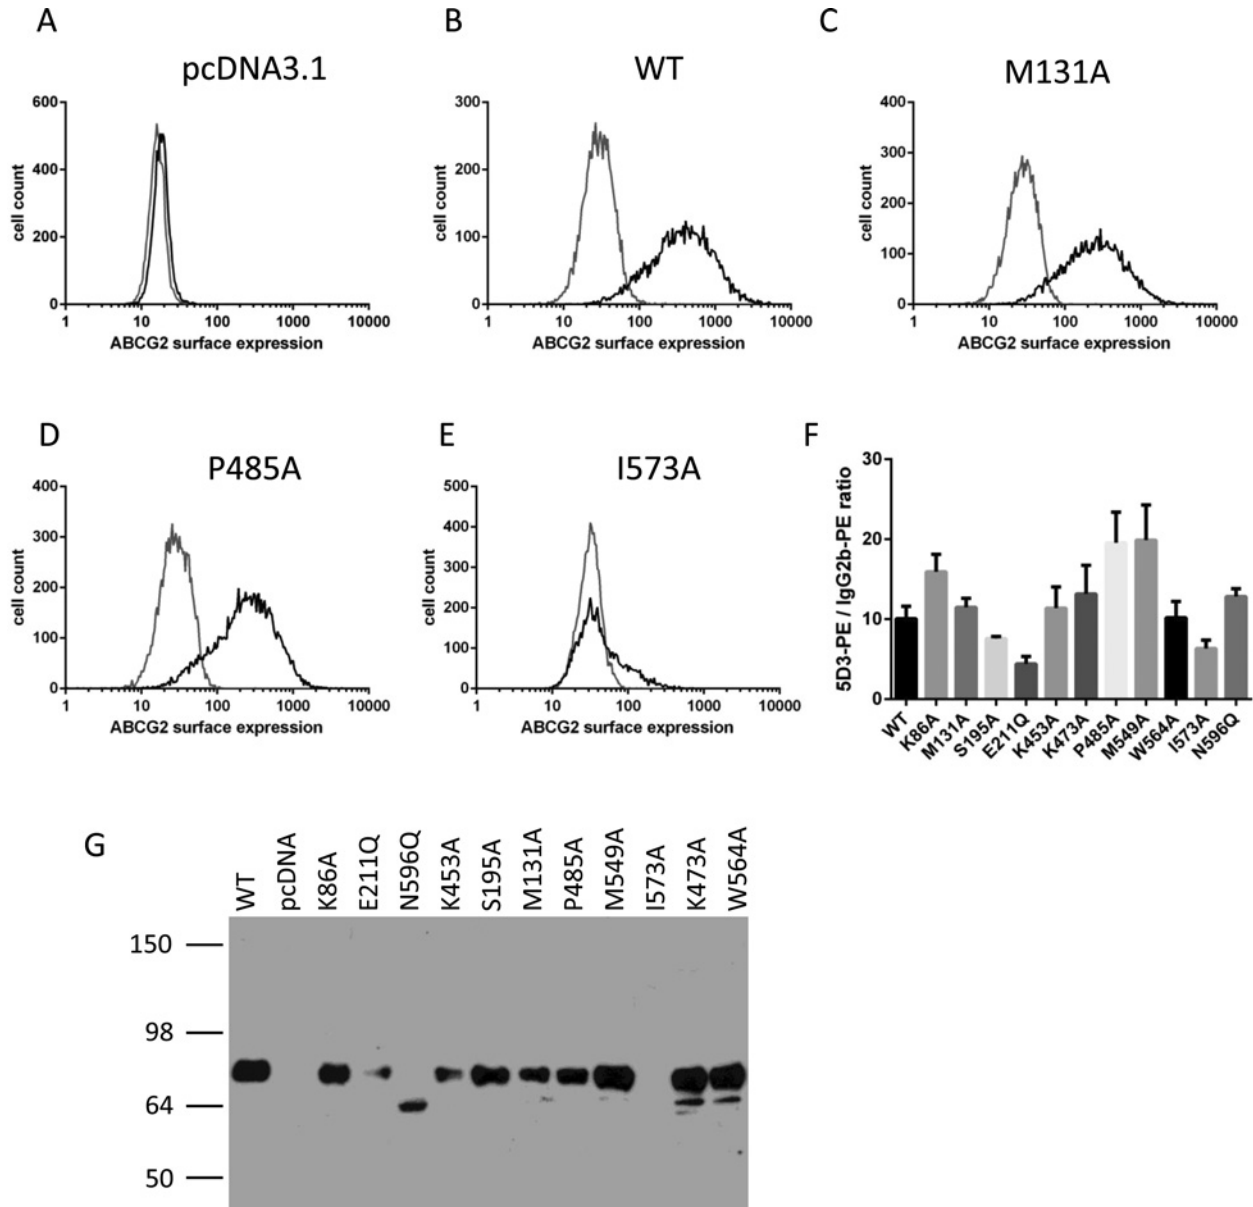 A
pcDNA3.1
600
400
200
0
cell count
1 10 100 1000 10000
ABCG2 surface expression
B
WT
300
200
100
0
cell count
1 10 100 1000 10000
ABCG2 surface expression
C
M131A
400
300
200
100
0
cell count
1 10 100 1000 10000
ABCG2 surface expression
D
P485A
400
300
200
100
0
cell count
1 10 100 1000 10000
ABCG2 surface expression
E
I573A
500
400
300
200
100
0
cell count
1 10 100 1000 10000
ABCG2 surface expression
F
30
20
10
0
5D3-PE / IgG2b-PE ratio
WT
K86A
M131A
S195A
E211Q
K453A
K473A
P485A
M549A
W564A
I573A
N596Q
G
WT
pcDNA
K86A
E211Q
N596Q
K453A
S195A
M131A
P485A
M549A
I573A
K473A
W564A
150
98
64
50